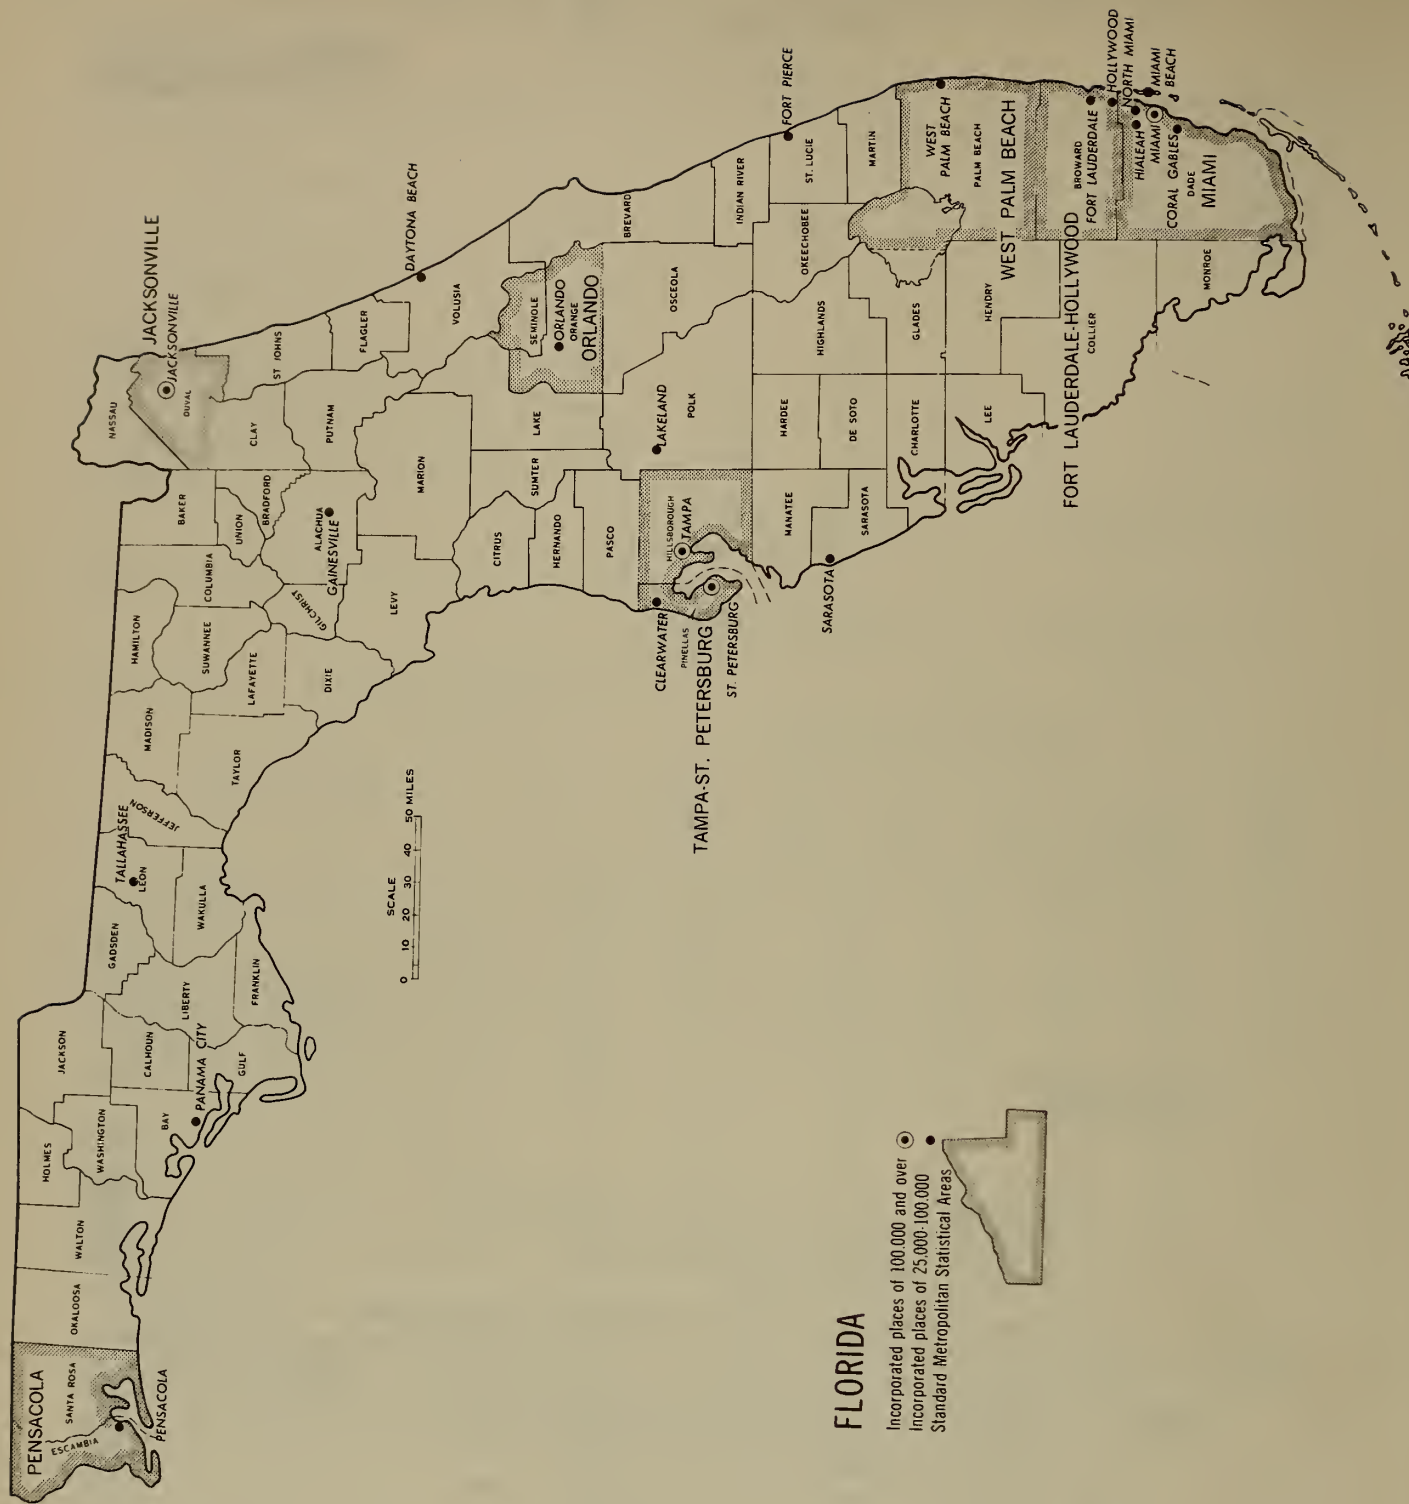 PENSACOLA
ESCAMBIA
SANTA ROSA
PENSACOLA
OKALOOSA
WALTON
HOLMES
WASHINGTON
BAY
PANAMA CITY
JACKSON
CALHOUN
GULF
LIBERTY
FRANKLIN
GADSDEN
TALLAHASSEE
LEON
WAKULLA
JEFFERSON
MADISON
TAYLOR
HAMILTON
SUWANNEE
LAFAYETTE
DIXIE
COLUMBIA
GILCHRIST
BAKER
UNION
BRADFORD
ALACHUA
GAINESVILLE
LEVY
NASSAU
JACKSONVILLE
JACKSONVILLE
DUVAL
CLAY
ST JOHNS
PUTNAM
FLAGLER
MARION
VOLUSIA
DAYTONA BEACH
CITRUS
SUMTER
LAKE
HERNANDO
PASCO
SEMINOLE
ORLANDO
ORANGE
ORLANDO
BREVARD
OSCEOLA
LAKELAND
POLK
HILLSBOROUGH
TAMPA
CLEARWATER
PINELLAS
TAMPA-ST. PETERSBURG
ST. PETERSBURG
INDIAN RIVER
FORT PIERCE
ST. LUCIE
OKEECHOBEE
HIGHLANDS
HARDEE
MANATEE
SARASOTA
SARASOTA
DE SOTO
MARTIN
GLADES
CHARLOTTE
WEST
PALM BEACH
PALM BEACH
WEST PALM BEACH
HENDRY
LEE
BROWARD
FORT LAUDERDALE
FORT LAUDERDALE-HOLLYWOOD
COLLIER
HOLLYWOOD
NORTH MIAMI
MIAMI
BEACH
HIALEAH
MIAMI
CORAL GABLES
DADE
MIAMI
MONROE
SCALE
0 10 20 30 40 50 MILES
FLORIDA
Incorporated places of 100,000 and over
Incorporated places of 25,000-100,000
Standard Metropolitan Statistical Areas